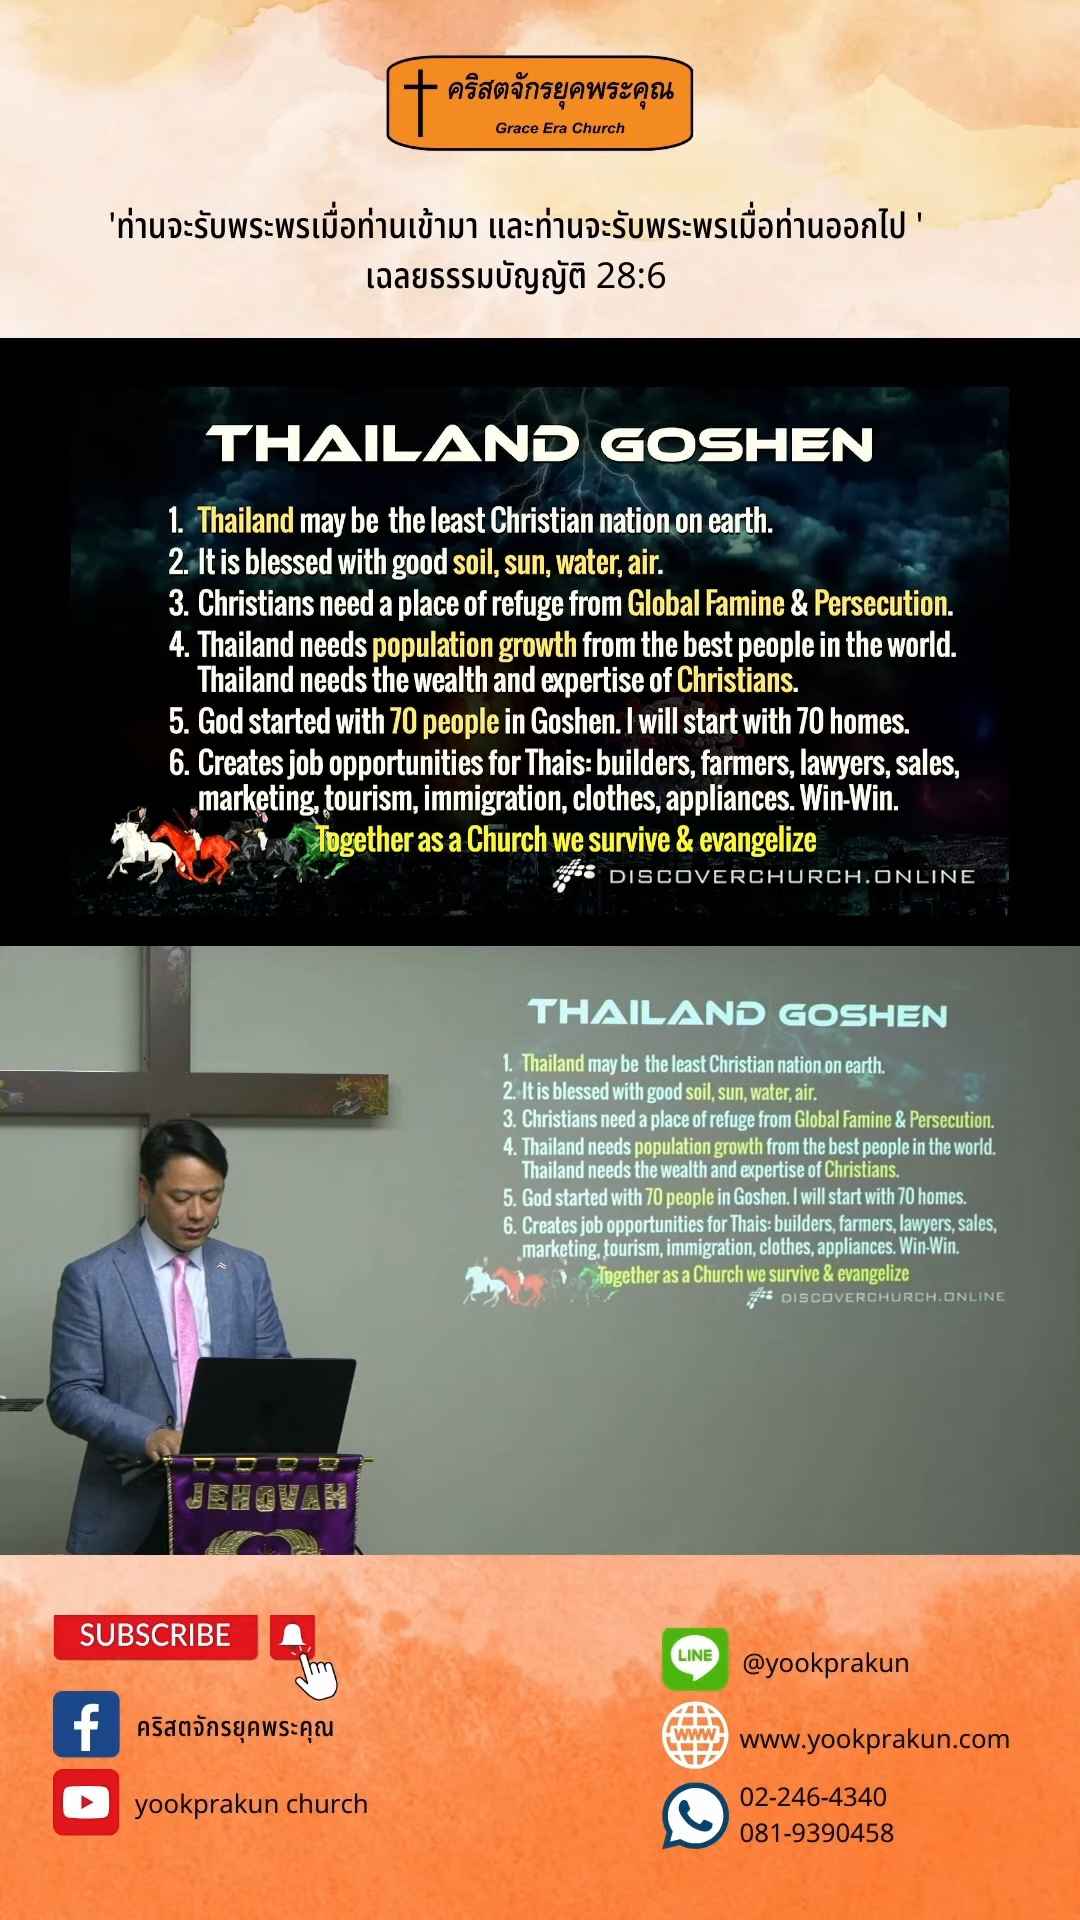 คริสตจักรยุคพระคุณ
Grace Era Church
'ท่านจะรับพระพรเมื่อท่านเข้ามา และท่านจะรับพระพรเมื่อท่านออกไป '
เฉลยธรรมบัญญัติ 28:6
THAILAND GOSHEN
1. Thailand may be the least Christian nation on earth.
2. It is blessed with good soil, sun, water, air.
3. Christians need a place of refuge from Global Famine & Persecution.
4. Thailand needs population growth from the best people in the world.
Thailand needs the wealth and expertise of Christians.
5. God started with 70 people in Goshen. I will start with 70 homes.
6. Creates job opportunities for Thais: builders, farmers, lawyers, sales,
marketing, tourism, immigration, clothes, appliances. Win-Win.
Together as a Church we survive & evangelize
DISCOVERCHURCH.ONLINE
THAILAND GOSHEN
1. Thailand may be the least Christian nation on earth.
2. It is blessed with good soil, sun, water, air.
3. Christians need a place of refuge from Global Famine & Persecution.
4. Thailand needs population growth from the best people in the world.
Thailand needs the wealth and expertise of Christians.
5. God started with 70 people in Goshen. I will start with 70 homes.
6. Creates job opportunities for Thais: builders, farmers, lawyers, sales,
marketing, tourism, immigration, clothes, appliances. Win-Win.
Together as a Church we survive & evangelize
DISCOVERCHURCH.ONLINE
JEHOVAH
SUBSCRIBE
คริสตจักรยุคพระคุณ
yookprakun church
LINE
@yookprakun
WWW
www.yookprakun.com
02-246-4340
081-9390458